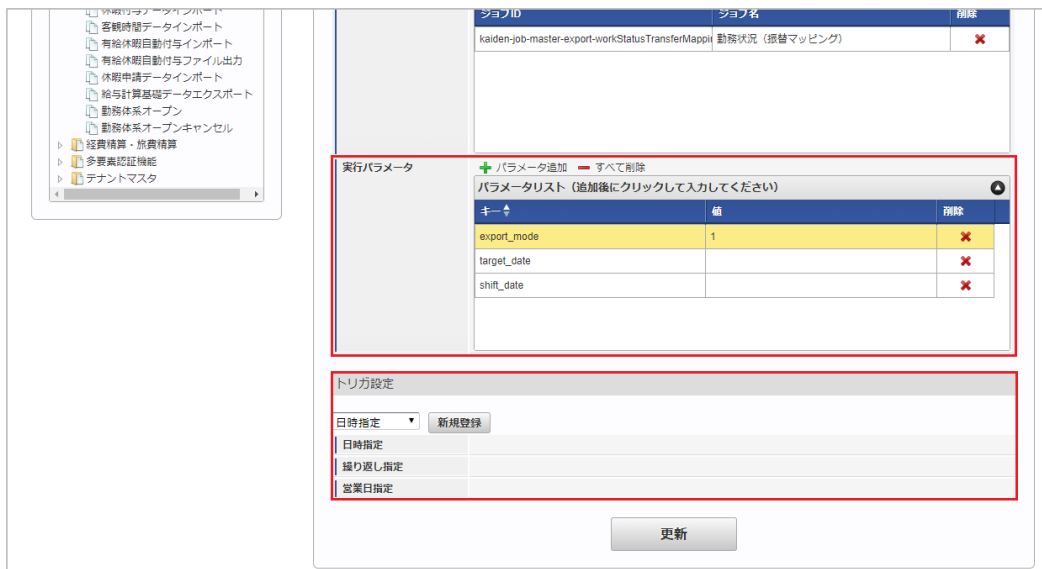 休暇付与データインポート
客観時間データインポート
有給休暇自動付与インポート
有給休暇自動付与ファイル出力
休暇申請データインポート
給与計算基礎データエクスポート
勤務体系オープン
勤務体系オープンキャンセル
経費精算・旅費精算
多要素認証機能
テナントマスタ
ジョブID ジョブ名 削除
kaiden-job-master-export-workStatusTransferMappin 勤務状況（振替マッピング）
実行パラメータ
パラメータ追加 すべて削除
パラメータリスト（追加後にクリックして入力してください）
キー 値 削除
export_mode 1
target_date
shift_date
トリガ設定
日時指定 新規登録
日時指定
繰り返し指定
営業日指定
更新